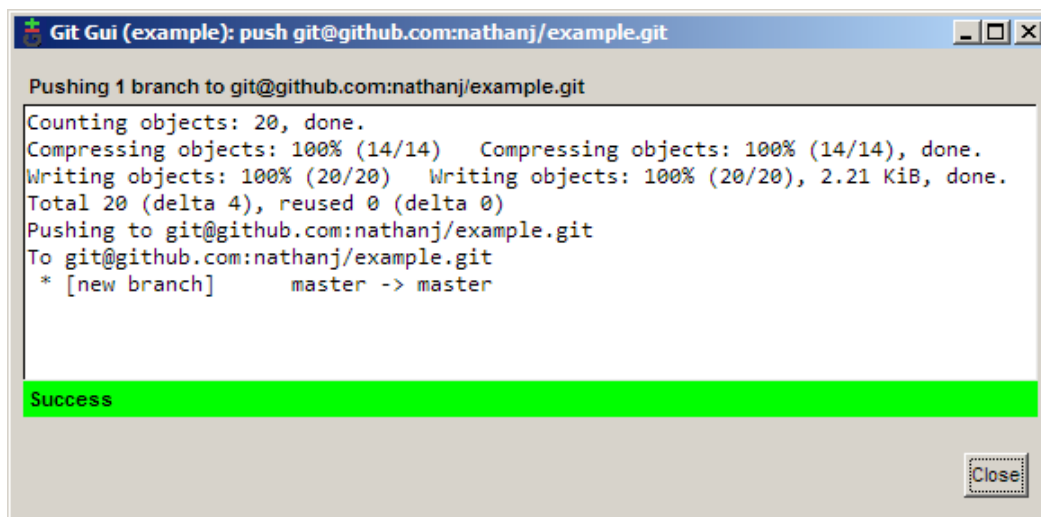 Git Gui (example): push git@github.com:nathanj/example.git
Pushing 1 branch to git@github.com:nathanj/example.git
Counting objects: 20, done.
Compressing objects: 100% (14/14)   Compressing objects: 100% (14/14), done.
Writing objects: 100% (20/20)   Writing objects: 100% (20/20), 2.21 KiB, done.
Total 20 (delta 4), reused 0 (delta 0)
Pushing to git@github.com:nathanj/example.git
To git@github.com:nathanj/example.git
 * [new branch]      master -> master
Success
Close